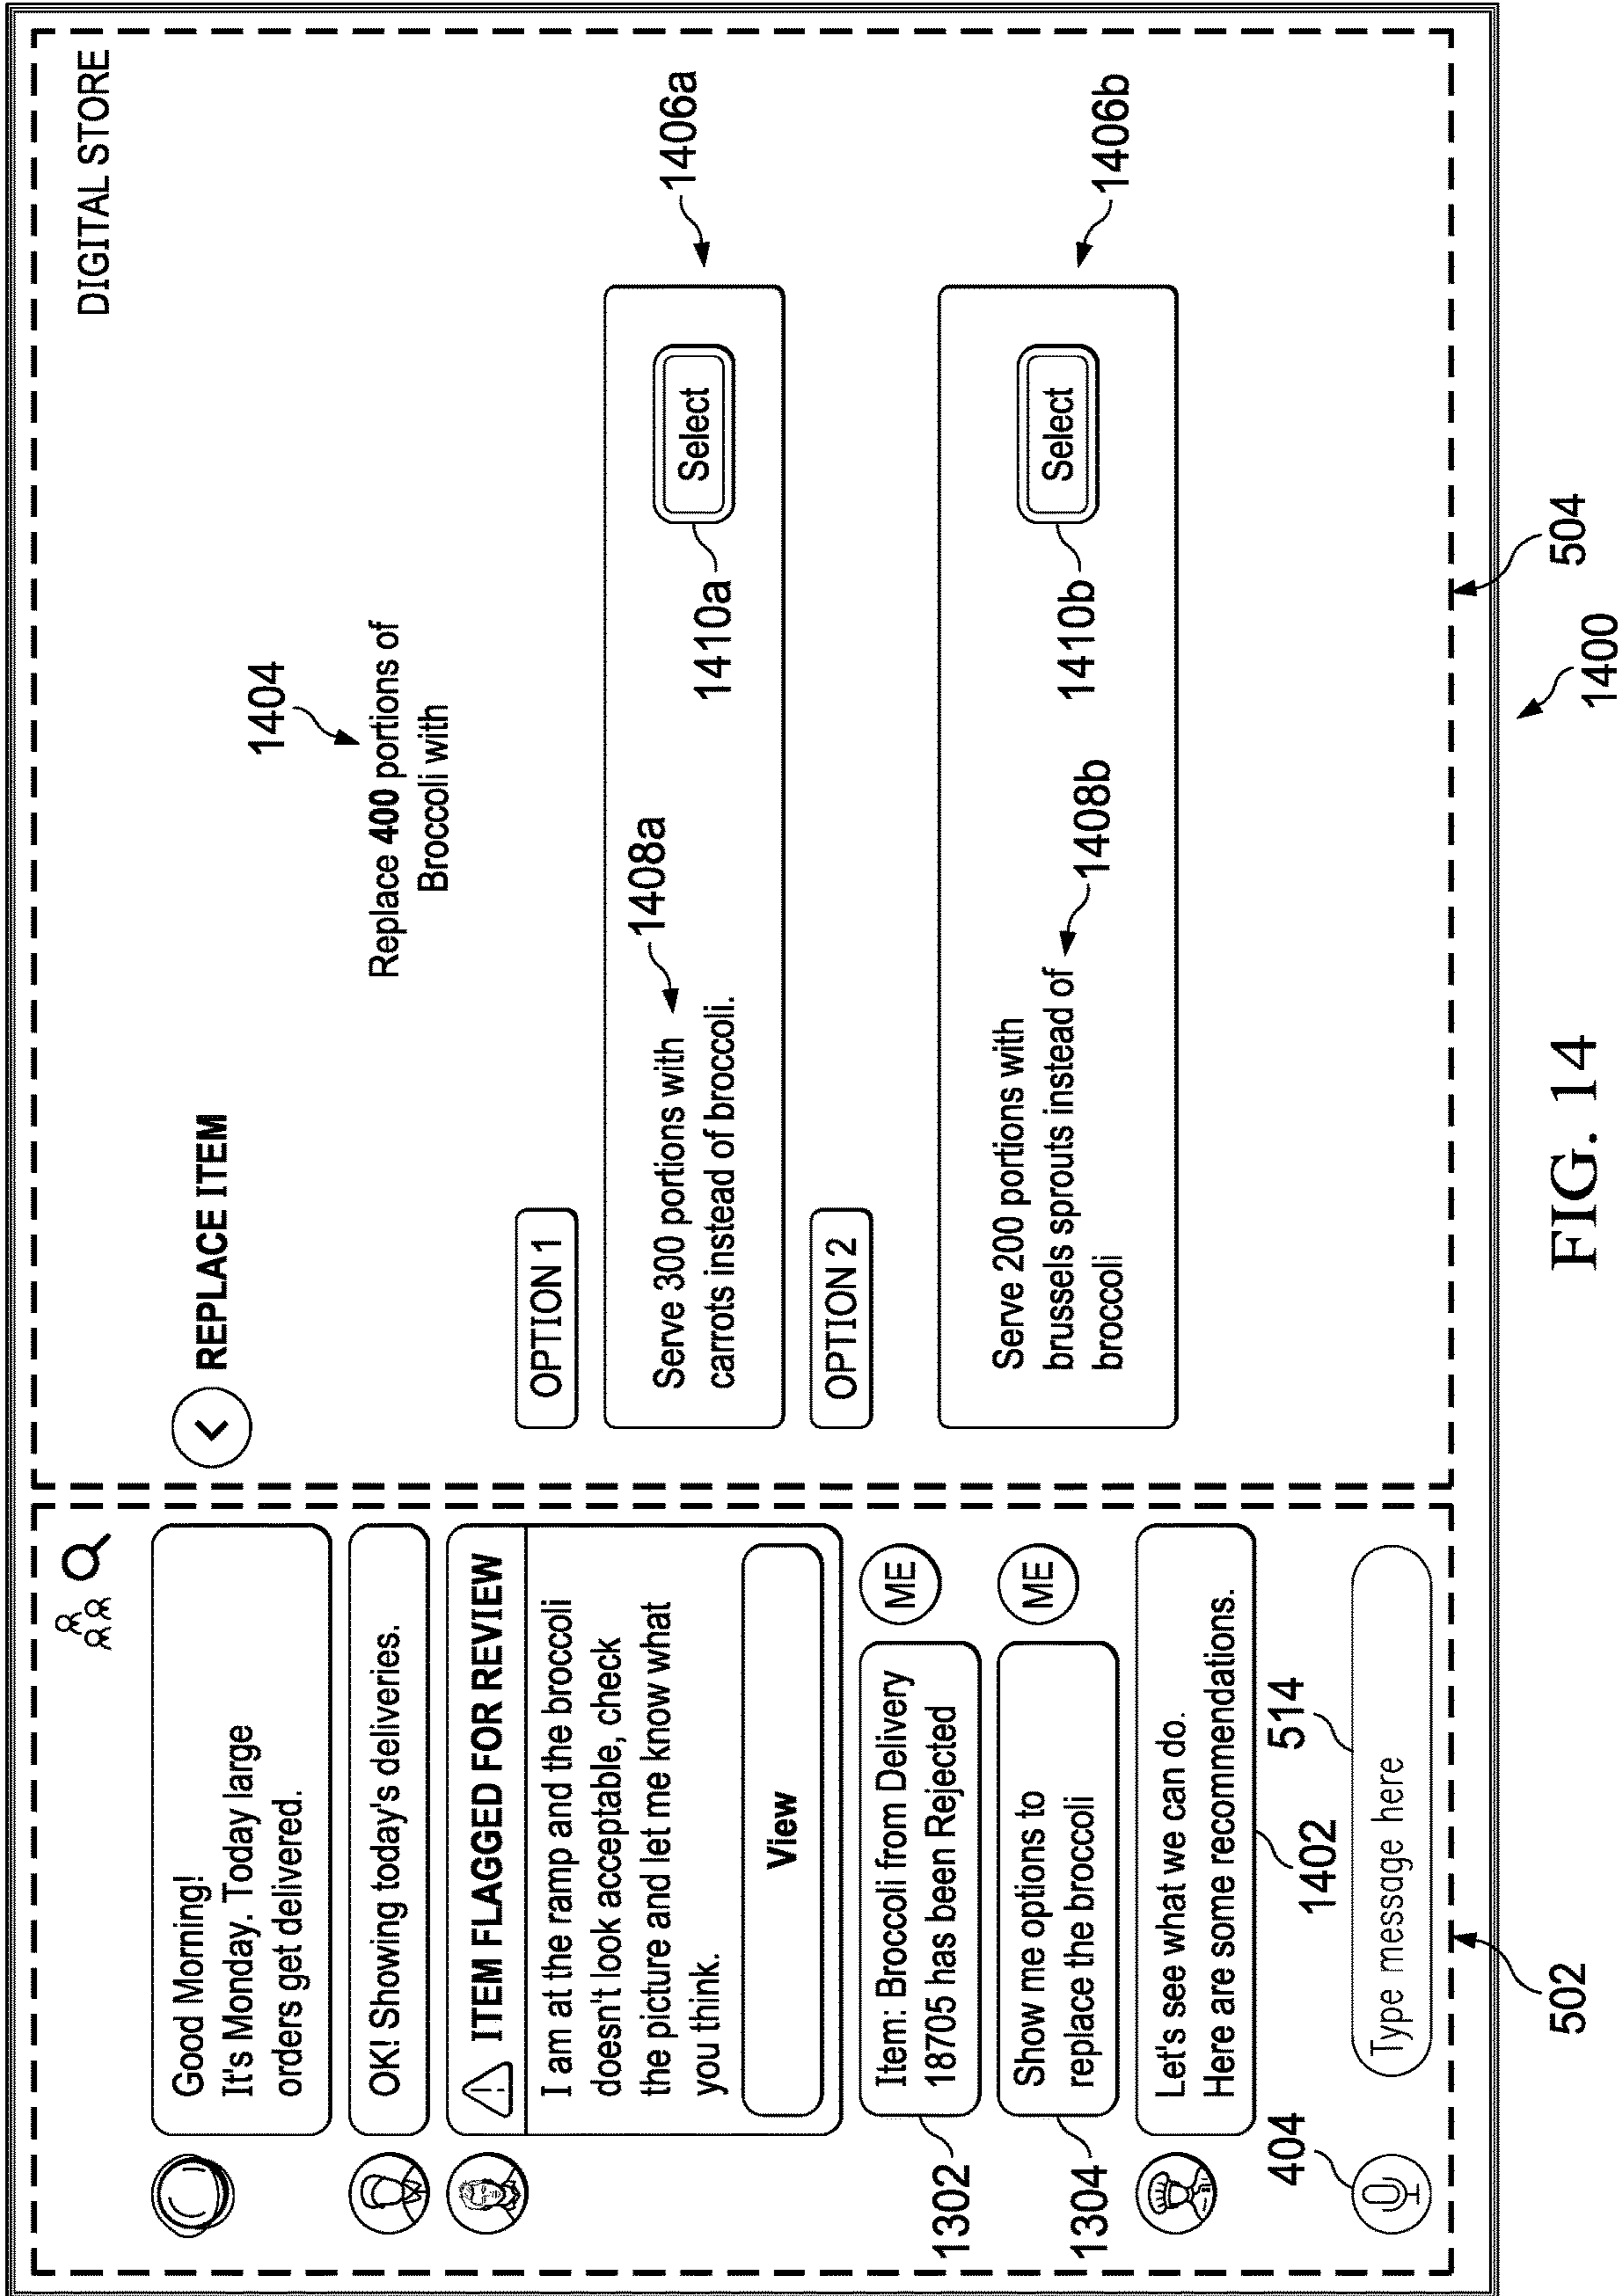 Good Morning!
It's Monday. Today large
orders get delivered.
OK! Showing today's deliveries.
ITEM FLAGGED FOR REVIEW
I am at the ramp and the broccoli
doesn't look acceptable, check
the picture and let me know what
you think.
View
1302
Item: Broccoli from Delivery
18705 has been Rejected
ME
1304
Show me options to
replace the broccoli
ME
Let's see what we can do.
Here are some recommendations.
1402
404
514
Type message here
502
DIGITAL STORE
REPLACE ITEM
1404
Replace 400 portions of
Broccoli with
OPTION 1
1408a
1406a
Serve 300 portions with
carrots instead of broccoli.
Select
1410a
OPTION 2
Serve 200 portions with
brussels sprouts instead of
broccoli
1408b
Select
1410b
1406b
504
1400
FIG. 14